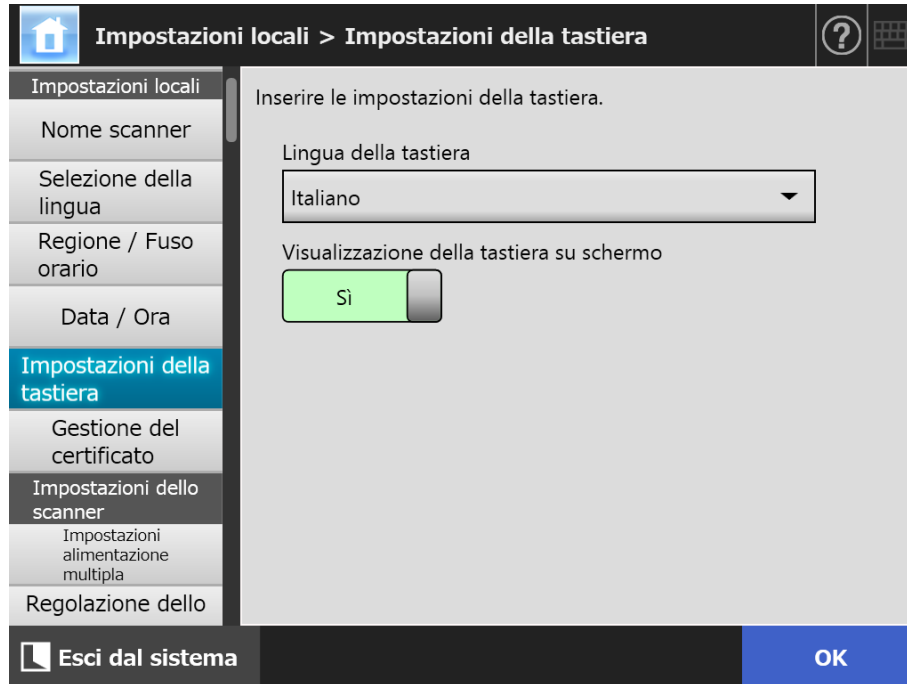 Impostazioni locali > Impostazioni della tastiera
?
Impostazioni locali
Nome scanner
Selezione della
lingua
Regione / Fuso
orario
Data / Ora
Impostazioni della
tastiera
Gestione del
certificato
Impostazioni dello
scanner
Impostazioni
alimentazione
multipla
Regolazione dello
Inserire le impostazioni della tastiera.
Lingua della tastiera
Italiano
Visualizzazione della tastiera su schermo
Sì
Esci dal sistema
OK